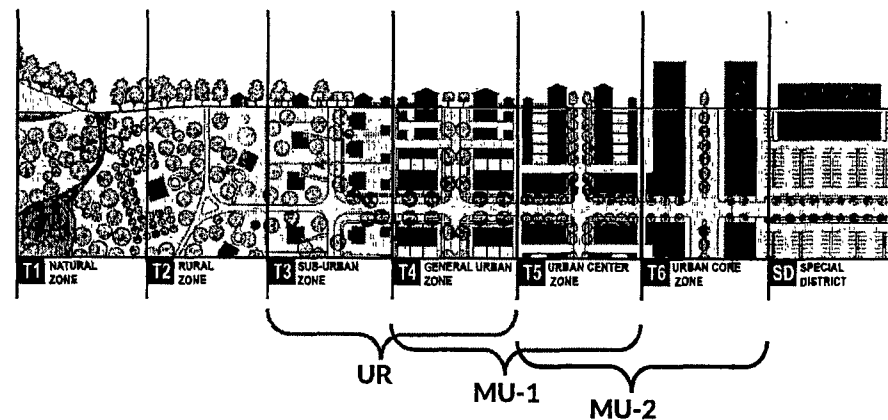 T1 NATURAL
ZONE
T2 RURAL
ZONE
T3 SUB-URBAN
ZONE
T4 GENERAL URBAN
ZONE
T5 URBAN CENTER
ZONE
T6 URBAN CORE
ZONE
SD SPECIAL
DISTRICT
UR
MU-1
MU-2